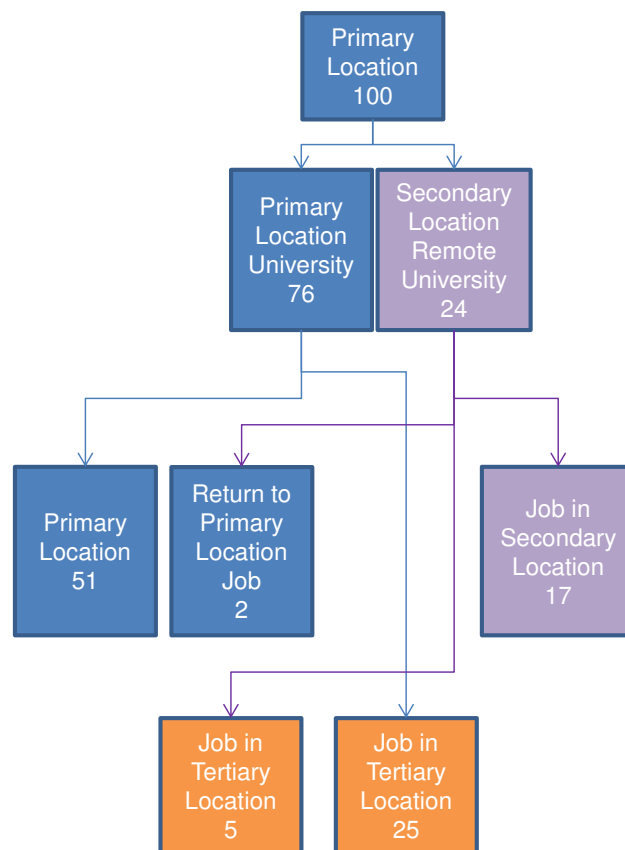 Primary
Location
100
Primary
Location
University
76
Secondary
Location
Remote
University
24
Primary
Location
51
Return to
Primary
Location
Job
2
Job in
Secondary
Location
17
Job in
Tertiary
Location
5
Job in
Tertiary
Location
25